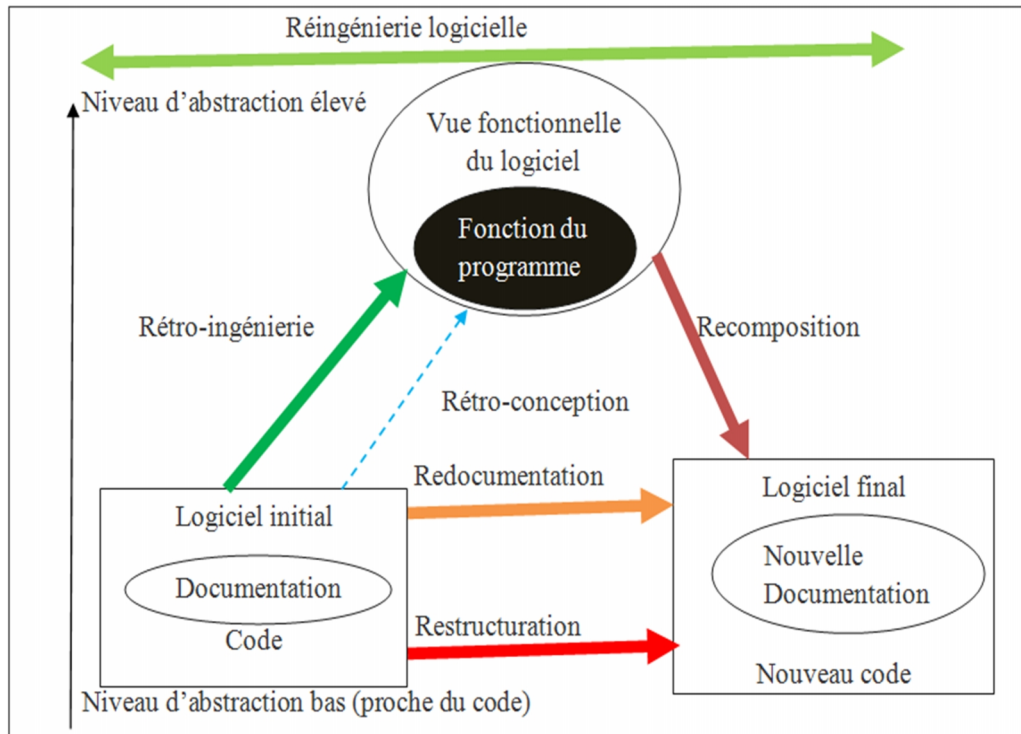 Réingénierie logicielle
Niveau d’abstraction élevé
Vue fonctionnelle
du logiciel
Fonction du
programme
Rétro-ingénierie
Recomposition
Rétro-conception
Redocumentation
Logiciel initial
Logiciel final
Documentation
Nouvelle
Documentation
Code
Restructuration
Nouveau code
Niveau d’abstraction bas (proche du code)